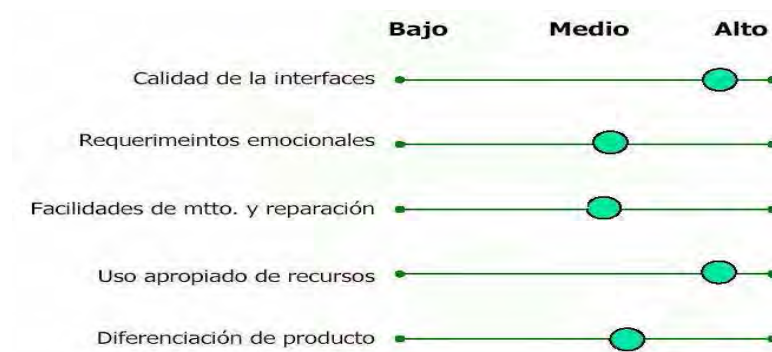 Bajo Medio Alto
Calidad de la interfaces
Requerimeintos emocionales
Facilidades de mtto. y reparación
Uso apropiado de recursos
Diferenciación de producto